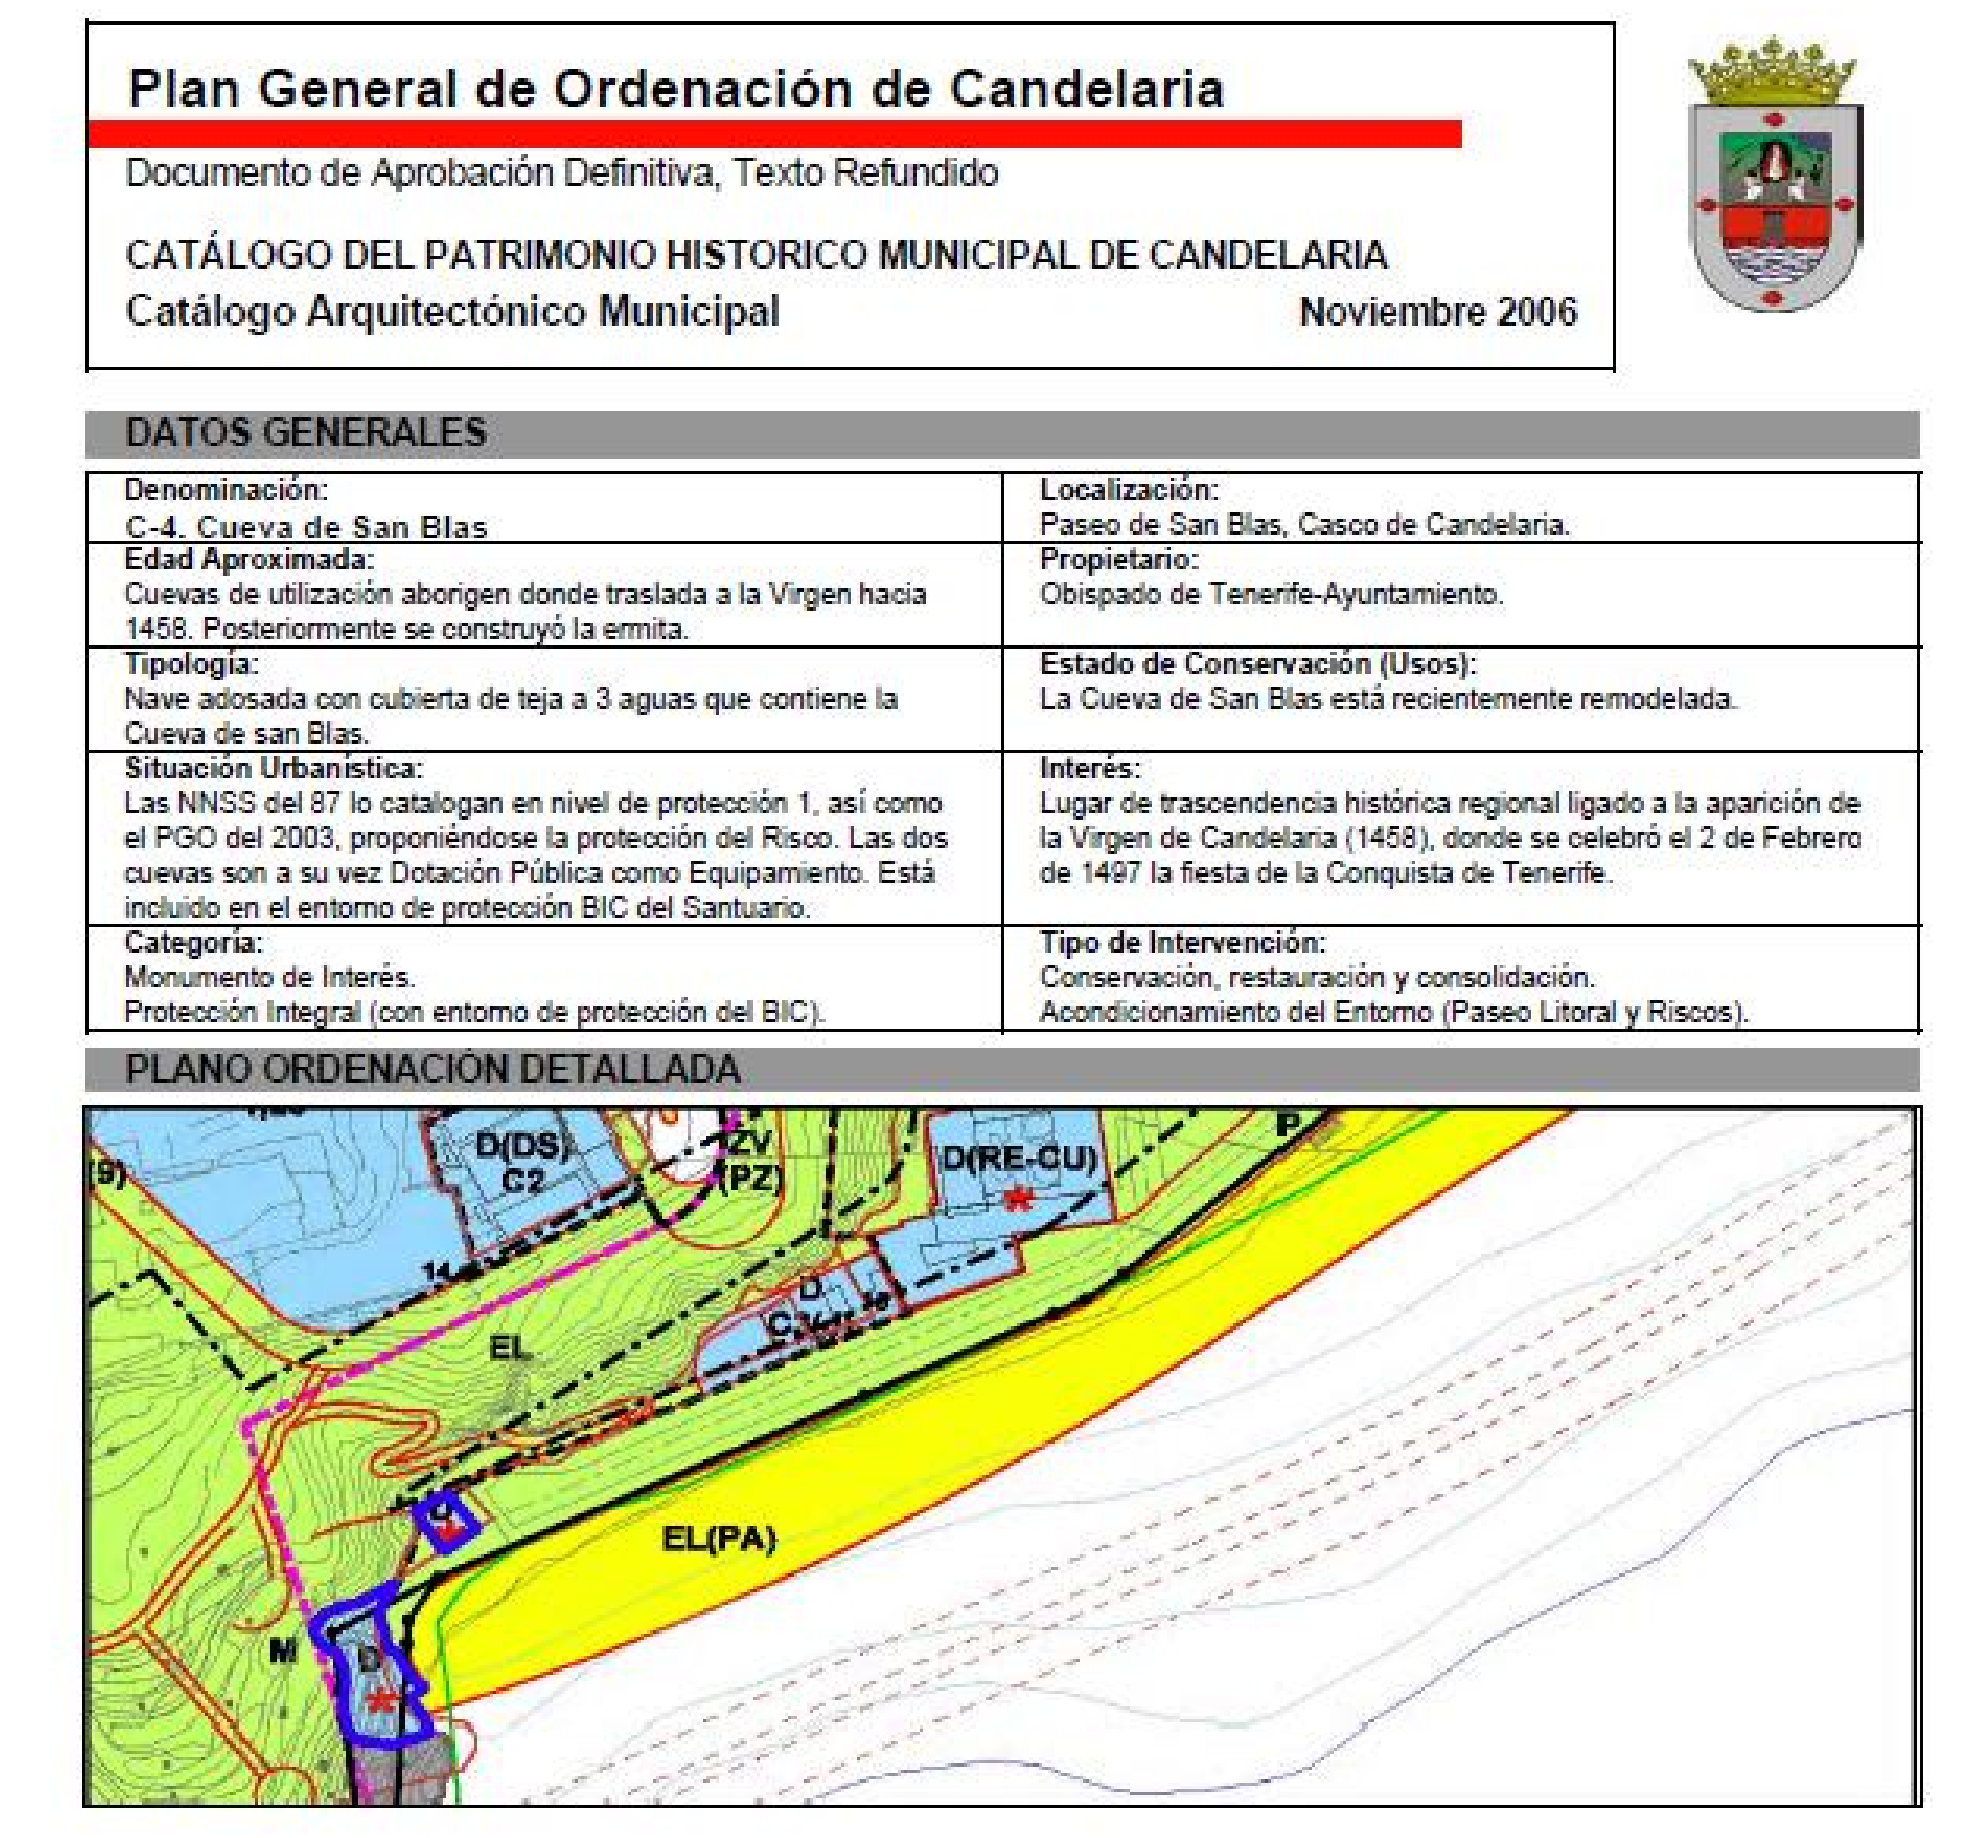 Plan General de Ordenación de Candelaria
Documento de Aprobación Definitiva, Texto Refundido
CATÁLOGO DEL PATRIMONIO HISTORICO MUNICIPAL DE CANDELARIA
Catálogo Arquitectónico Municipal Noviembre 2006
DATOS GENERALES
Denominación:
C-4. Cueva de San Blas
Localización:
Paseo de San Blas, Casco de Candelaria.
Edad Aproximada:
Cuevas de utilización aborigen donde traslada a la Virgen hacia
1458. Posteriormente se construyó la ermita.
Propietario:
Obispado de Tenerife-Ayuntamiento.
Tipología:
Nave adosada con cubierta de teja a 3 aguas que contiene la
Cueva de san Blas.
Estado de Conservación (Usos):
La Cueva de San Blas está recientemente remodelada.
Situación Urbanística:
Las NNSS del 87 lo catalogan en nivel de protección 1, así como
el PGO del 2003, proponiéndose la protección del Risco. Las dos
cuevas son a su vez Dotación Pública como Equipamiento. Está
incluido en el entorno de protección BIC del Santuario.
Interés:
Lugar de trascendencia histórica regional ligado a la aparición de
la Virgen de Candelaria (1458), donde se celebró el 2 de Febrero
de 1497 la fiesta de la Conquista de Tenerife.
Categoría:
Monumento de Interés.
Protección Integral (con entorno de protección del BIC).
Tipo de Intervención:
Conservación, restauración y consolidación.
Acondicionamiento del Entorno (Paseo Litoral y Riscos).
PLANO ORDENACIÓN DETALLADA
D(DS)
C2
ZV
(PZ)
D(RE-CU)
P
(9)
14
D
EL
EL(PA)
M
D